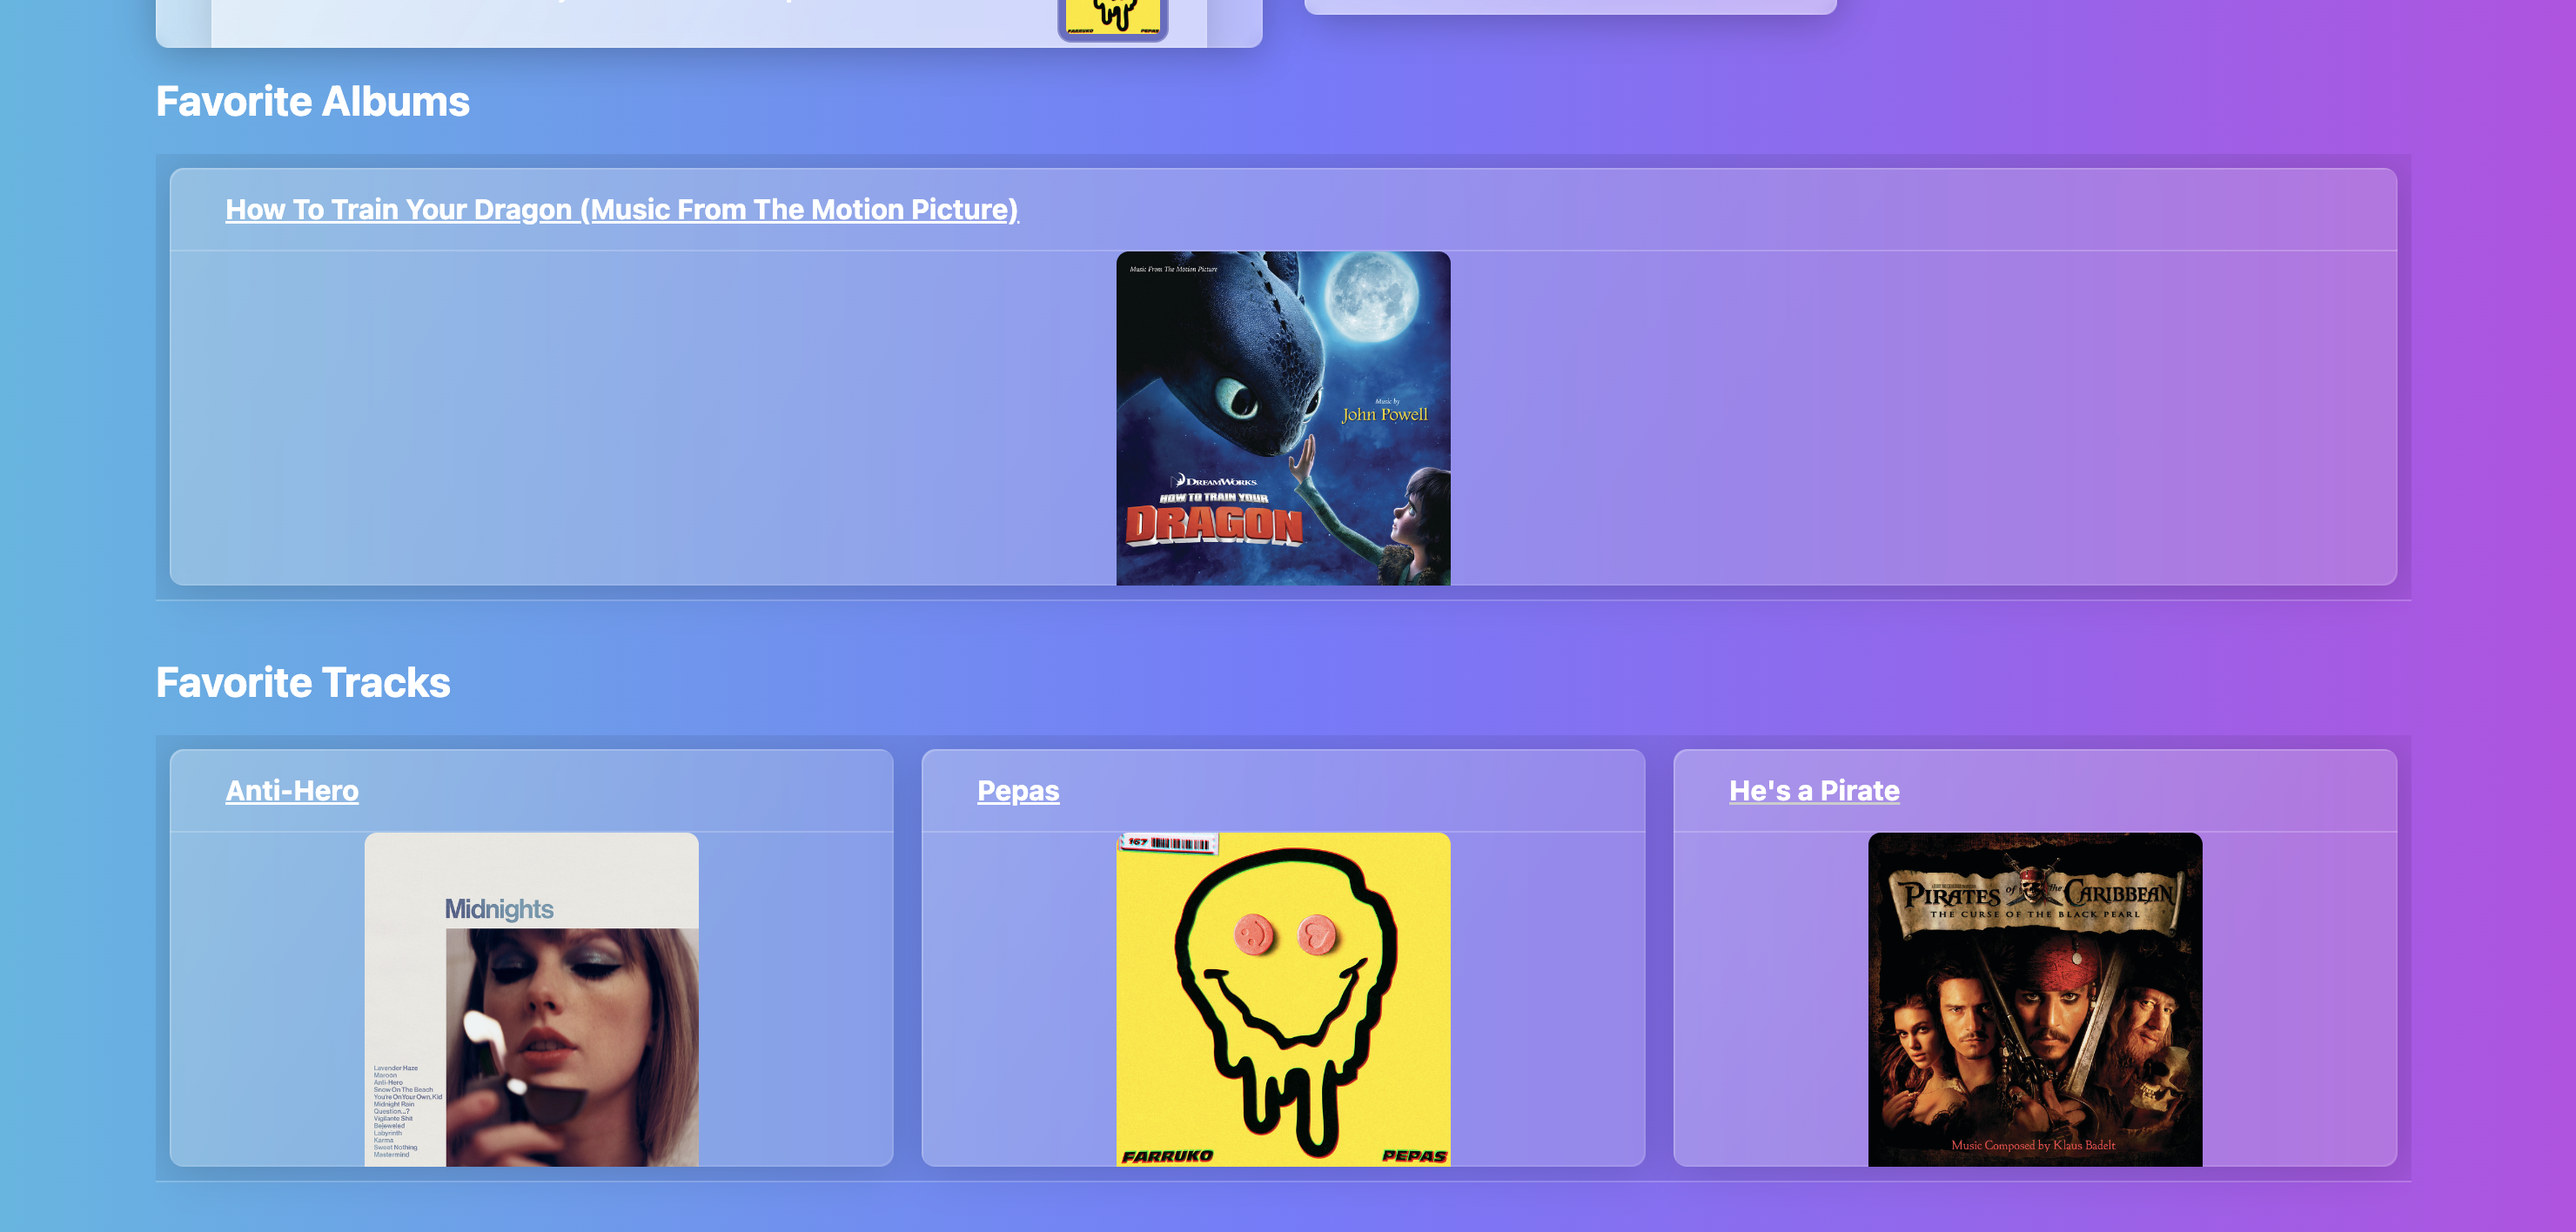 FARRUKO PEPAS
Favorite Albums
How To Train Your Dragon (Music From The Motion Picture)
Music From The Motion Picture
Music by
John Powell
DREAMWORKS
HOW TO TRAIN YOUR
DRAGON
Favorite Tracks
Anti-Hero
Midnights
Lavender Haze
Maroon
Anti-Hero
Snow On The Beach
You're On Your Own, Kid
Midnight Rain
Question...?
Vigilante Shit
Bejeweled
Labyrinth
Karma
Sweet Nothing
Mastermind
Pepas
167
FARRUKO PEPAS
He's a Pirate
PIRATES of the CARIBBEAN
THE CURSE OF THE BLACK PEARL
Music Composed by Klaus Badelt